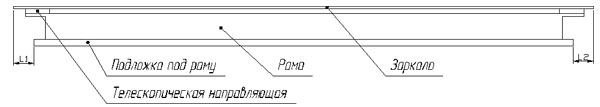 L1
L2
Подложка под раму
Рама
Зеркало
Телескопическая направляющая